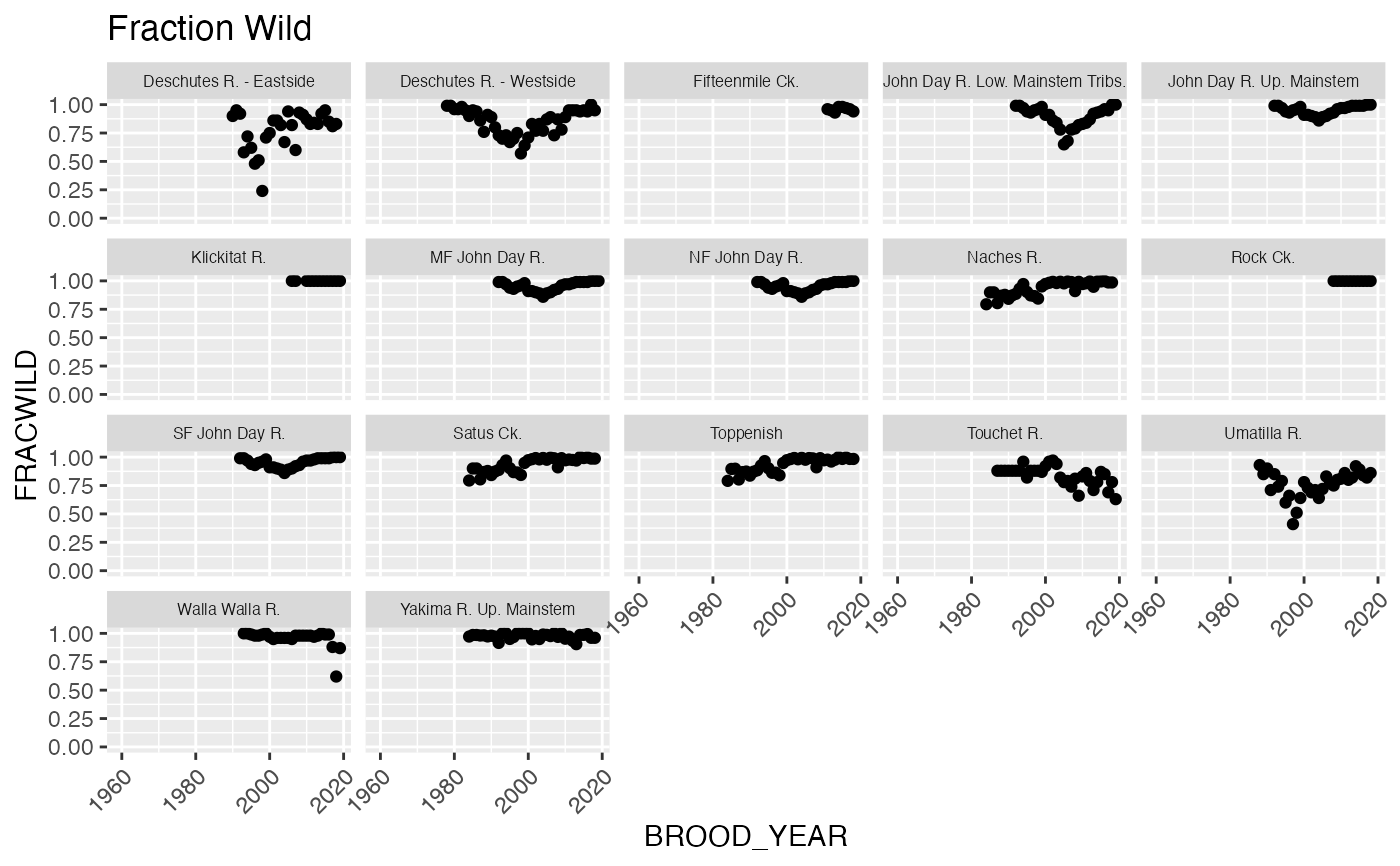 Fraction Wild
Deschutes R. - Eastside
Deschutes R. - Westside
Fifteenmile Ck.
John Day R. Low. Mainstem Tribs.
John Day R. Up. Mainstem
1.00
0.75
0.50
0.25
0.00
Klickitat R.
MF John Day R.
NF John Day R.
Naches R.
Rock Ck.
1.00
0.75
0.50
0.25
0.00
FRACWILD
SF John Day R.
Satus Ck.
Toppenish
Touchet R.
Umatilla R.
1.00
0.75
0.50
0.25
0.00
1960
1980
2000
2020
1960
1980
2000
2020
1960
1980
2000
2020
Walla Walla R.
Yakima R. Up. Mainstem
1.00
0.75
0.50
0.25
0.00
1960
1980
2000
2020
1960
1980
2000
2020
BROOD_YEAR